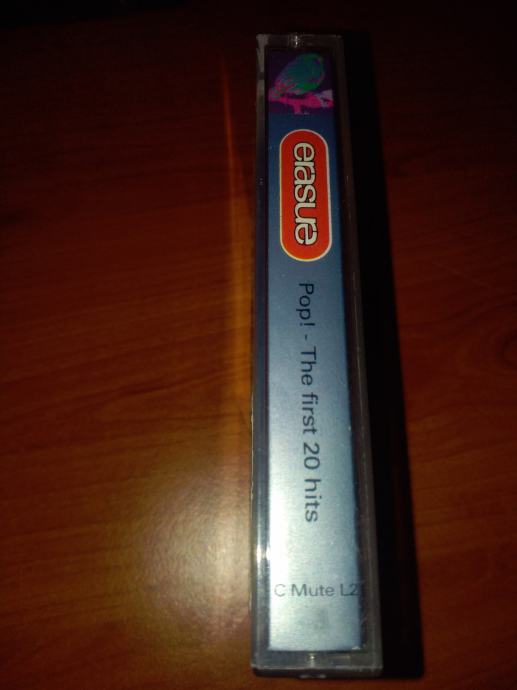 erasure
Pop! - The first 20 hits
C Mute L2